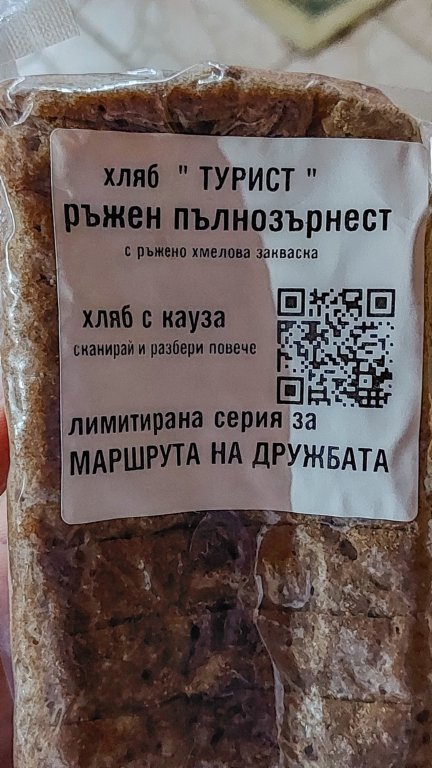 хляб " ТУРИСТ "
ръжен пълнозърнест
с ръжено хмелова закваска
хляб с кауза
сканирай и разбери повече
лимитирана серия за
МАРШРУТА НА ДРУЖБАТА